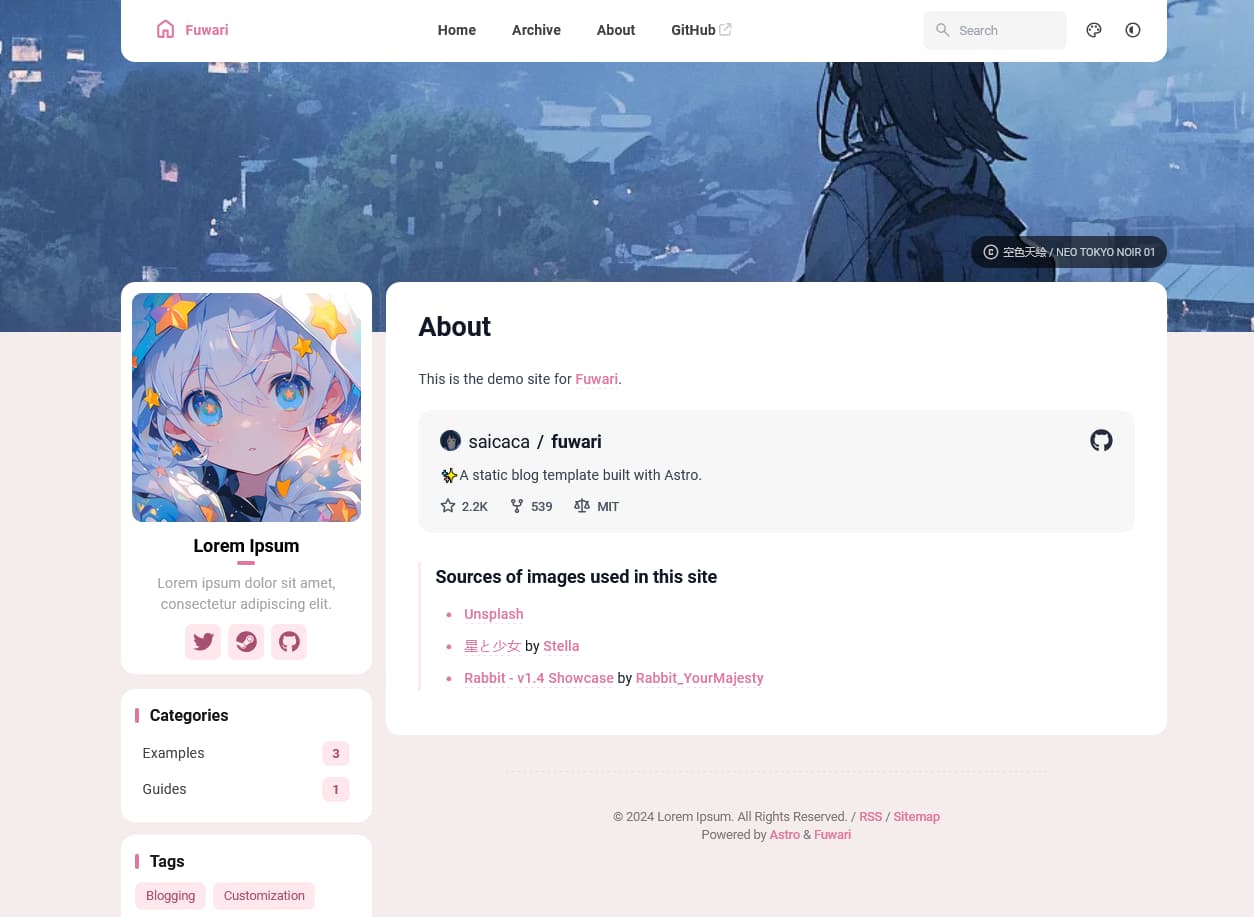 Fuwari
Home Archive About GitHub
Search
空色天绘 / NEO TOKYO NOIR 01
Lorem Ipsum
Lorem ipsum dolor sit amet,
consectetur adipiscing elit.
Categories
Examples 3
Guides 1
Tags
Blogging Customization
About
This is the demo site for Fuwari.
saicaca / fuwari
✨A static blog template built with Astro.
2.2K 539 MIT
Sources of images used in this site
• Unsplash
• 星と少女 by Stella
• Rabbit - v1.4 Showcase by Rabbit_YourMajesty
© 2024 Lorem Ipsum. All Rights Reserved. / RSS / Sitemap
Powered by Astro & Fuwari